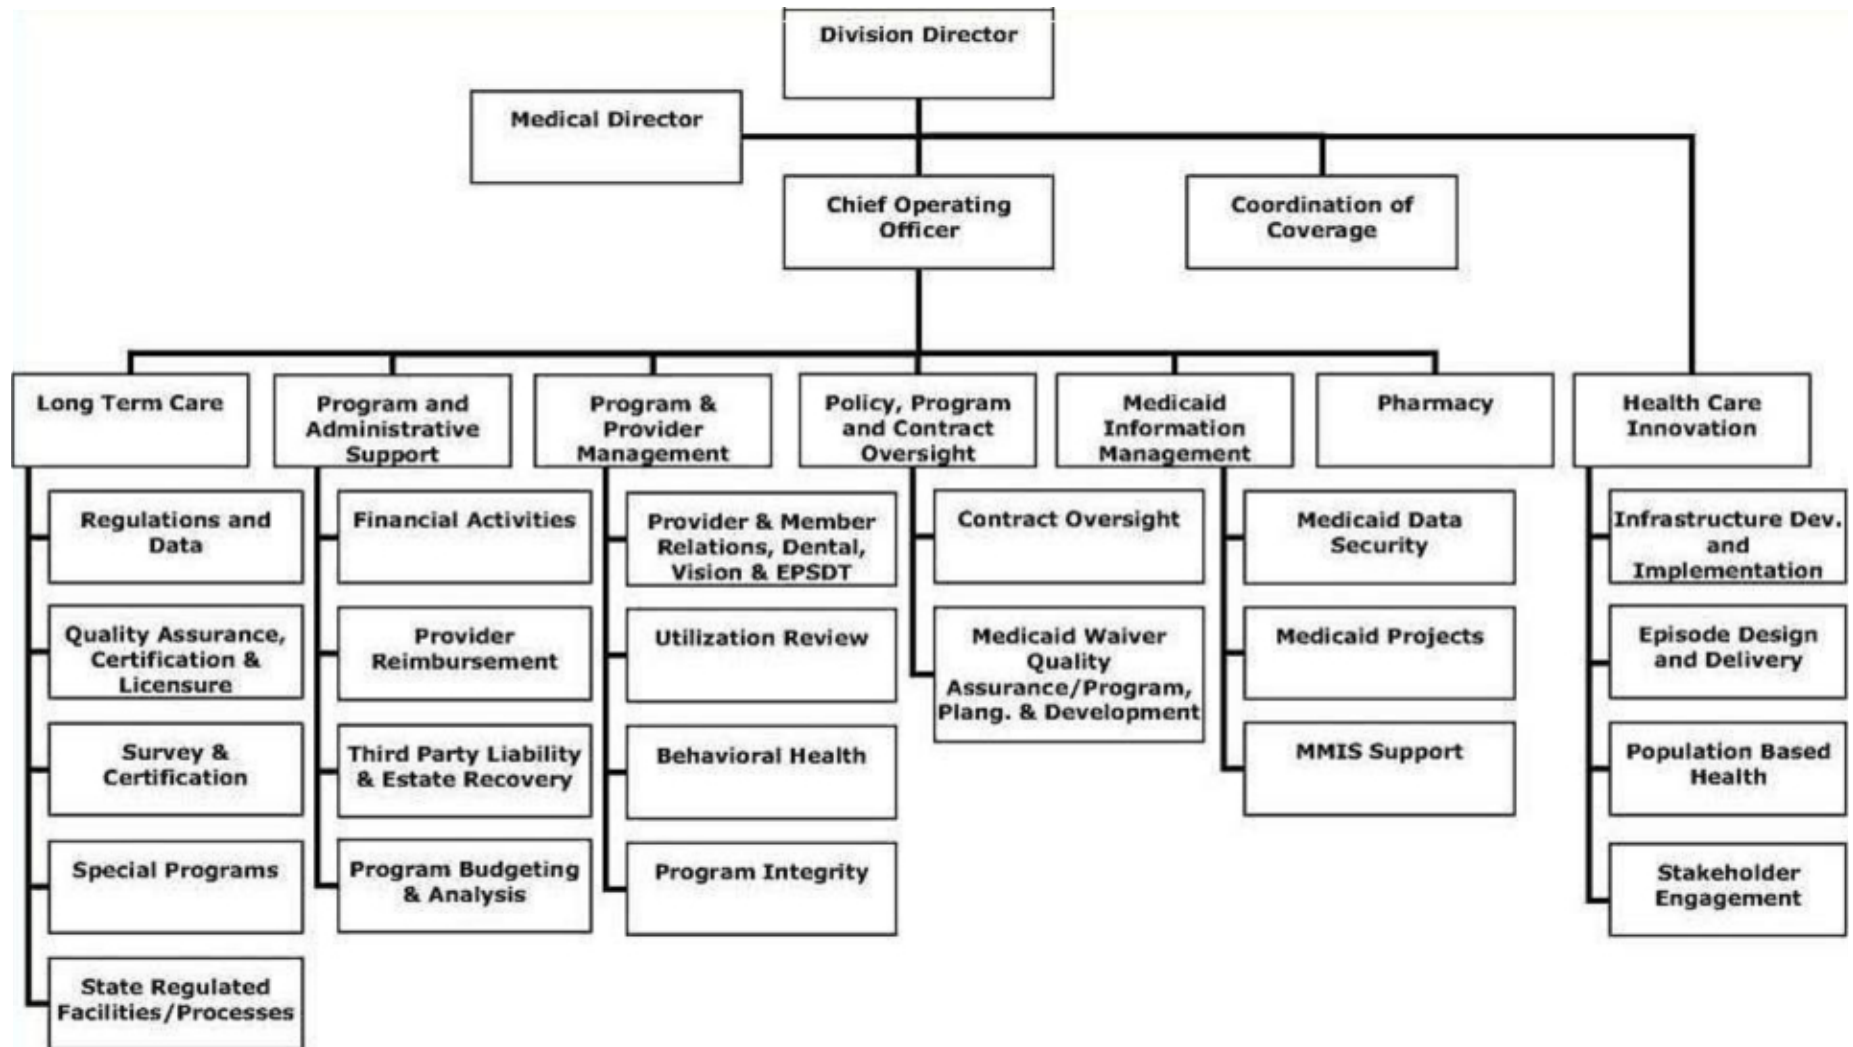 Division Director
Medical Director
Chief Operating
Officer
Coordination of
Coverage
Long Term Care
Program and
Administrative
Support
Program &
Provider
Management
Policy, Program
and Contract
Oversight
Medicaid
Information
Management
Pharmacy
Health Care
Innovation
Regulations and
Data
Quality Assurance,
Certification &
Licensure
Survey &
Certification
Special Programs
State Regulated
Facilities/Processes
Financial Activities
Provider
Reimbursement
Third Party Liability
& Estate Recovery
Program Budgeting
& Analysis
Provider & Member
Relations, Dental,
Vision & EPSDT
Utilization Review
Behavioral Health
Program Integrity
Contract Oversight
Medicaid Waiver
Quality
Assurance/Program,
Plang. & Development
Medicaid Data
Security
Medicaid Projects
MMIS Support
Infrastructure Dev.
and
Implementation
Episode Design
and Delivery
Population Based
Health
Stakeholder
Engagement